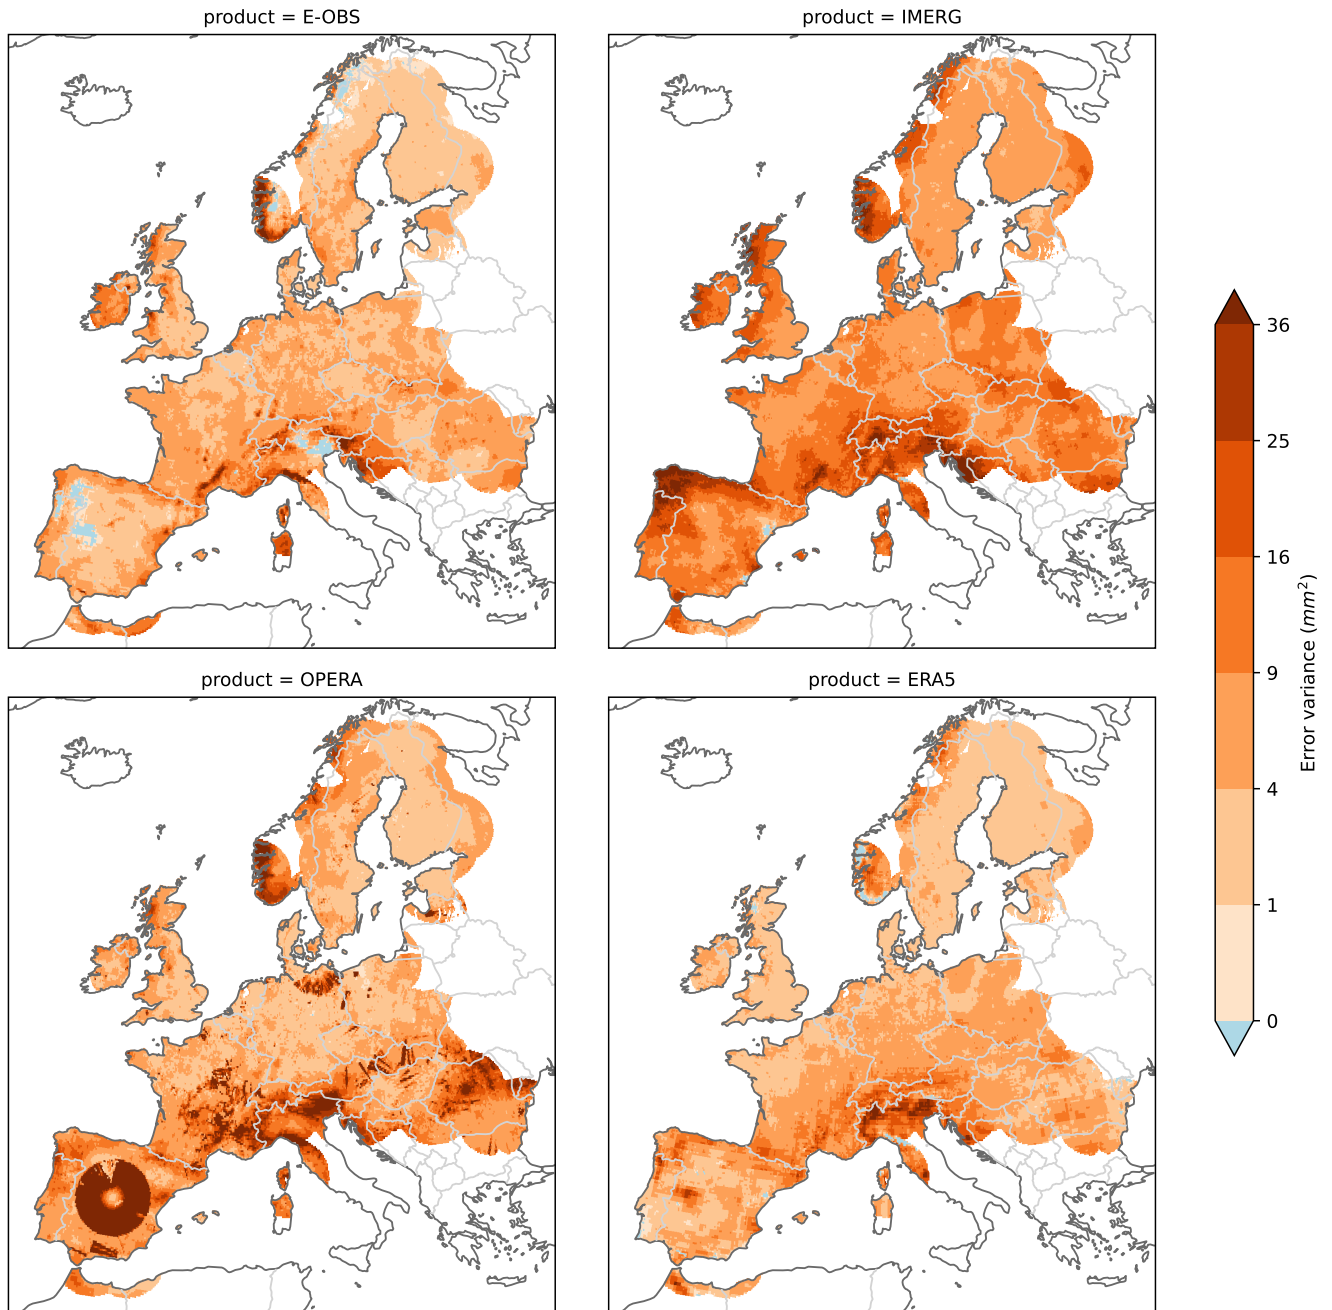 product = E-OBS
product = IMERG
product = OPERA
product = ERA5
36
25
16
9
4
1
0
Error variance (mm²)